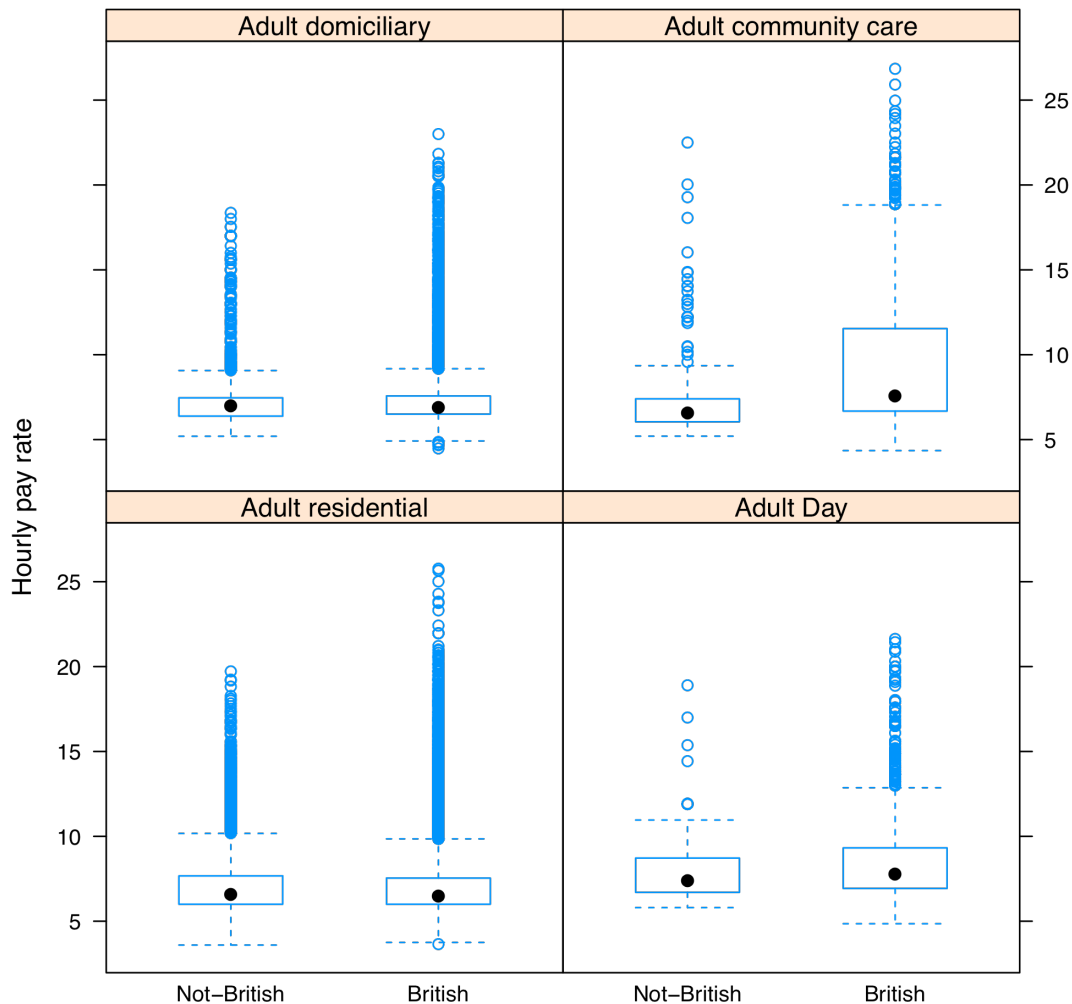 Adult domiciliary
Adult community care
25
20
15
10
5
Hourly pay rate
Adult residential
Adult Day
25
20
15
10
5
Not−British
British
Not−British
British